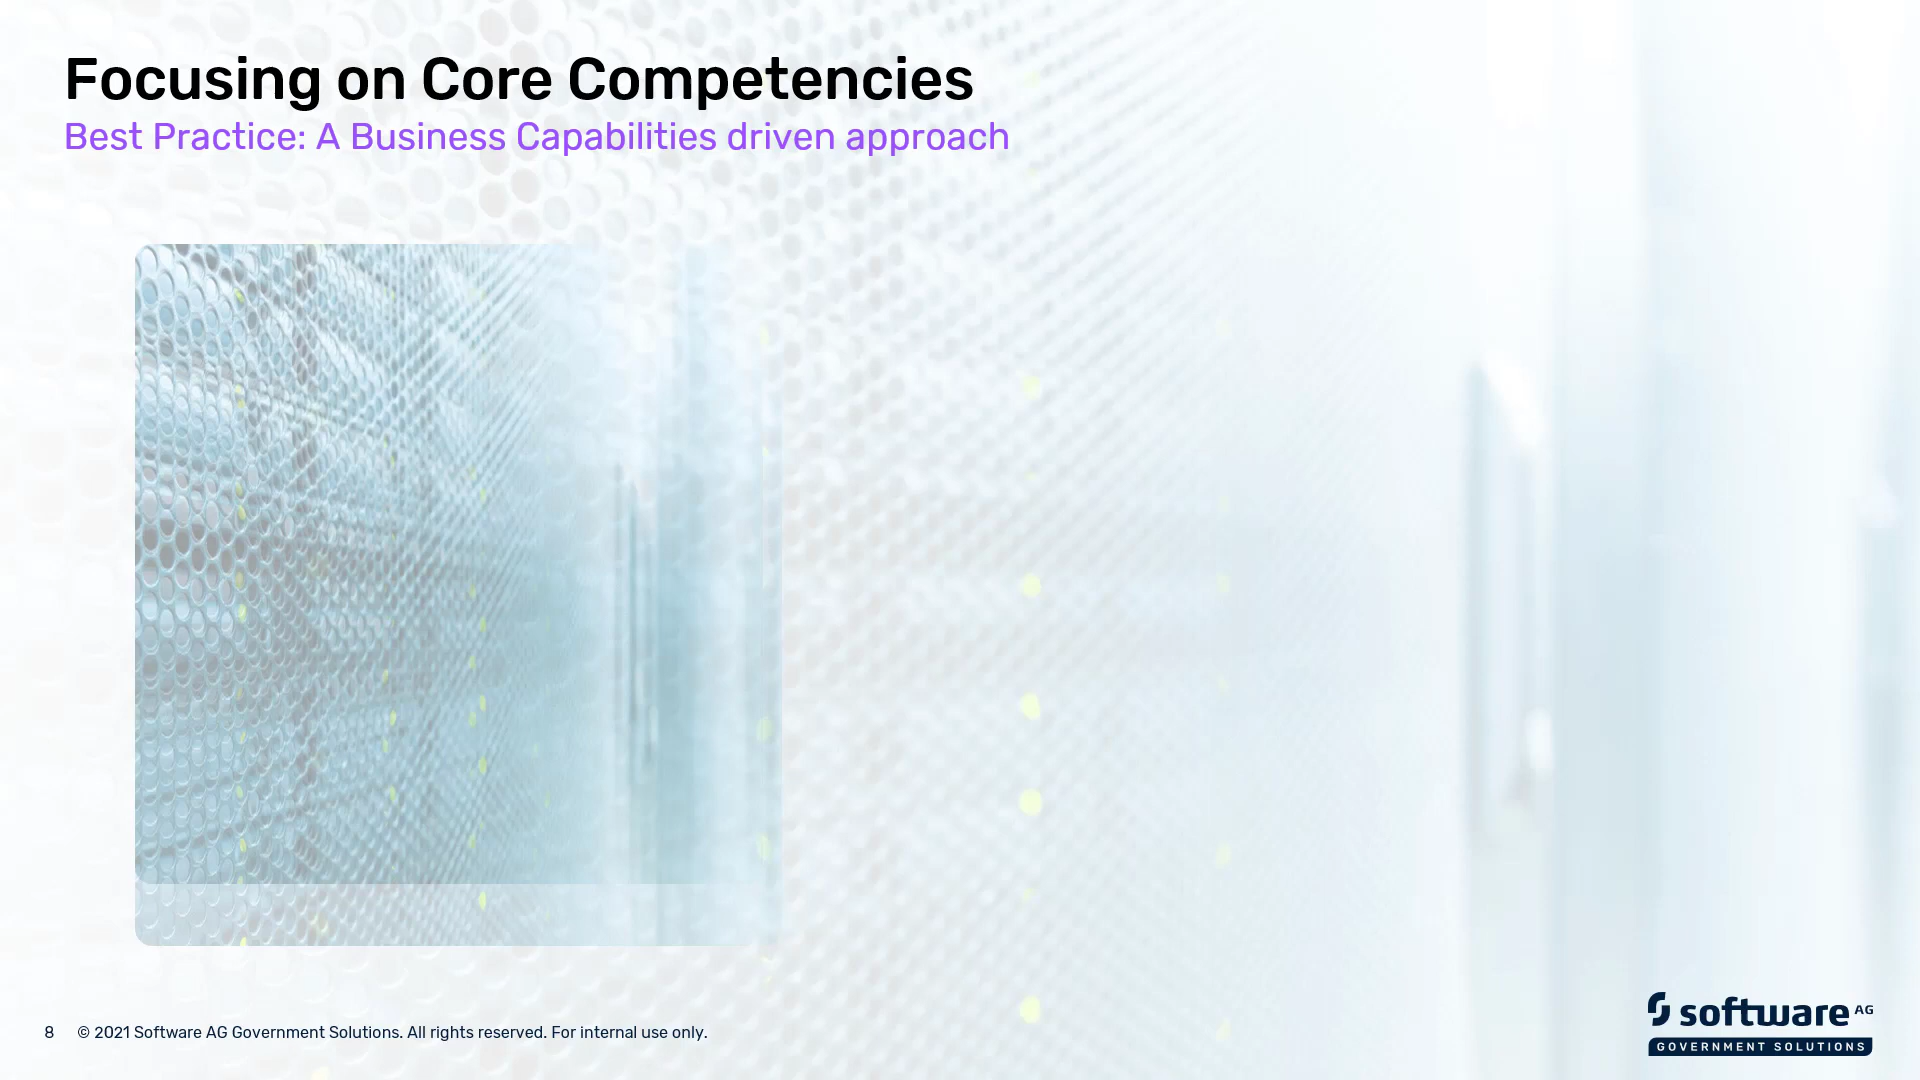 Focusing on Core Competencies
Best Practice: A Business Capabilities driven approach
8 © 2021 Software AG Government Solutions. All rights reserved. For internal use only.
software AG
GOVERNMENT SOLUTIONS